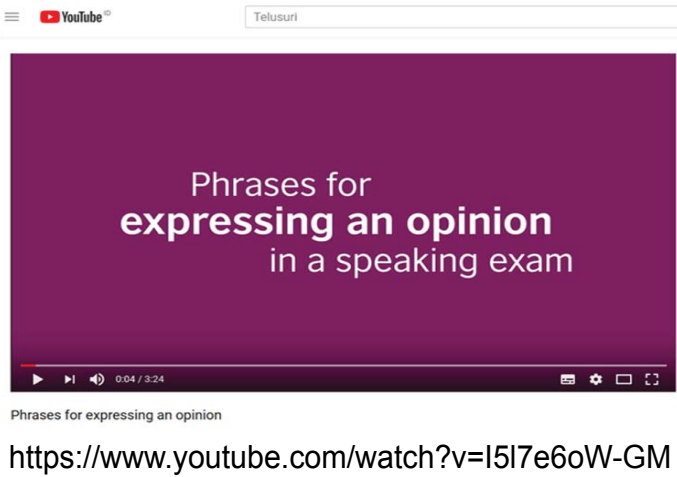 YouTube ID
Telusuri
Phrases for
expressing an opinion
in a speaking exam
0:04 / 3:24
Phrases for expressing an opinion
https://www.youtube.com/watch?v=I5l7e6oW-GM